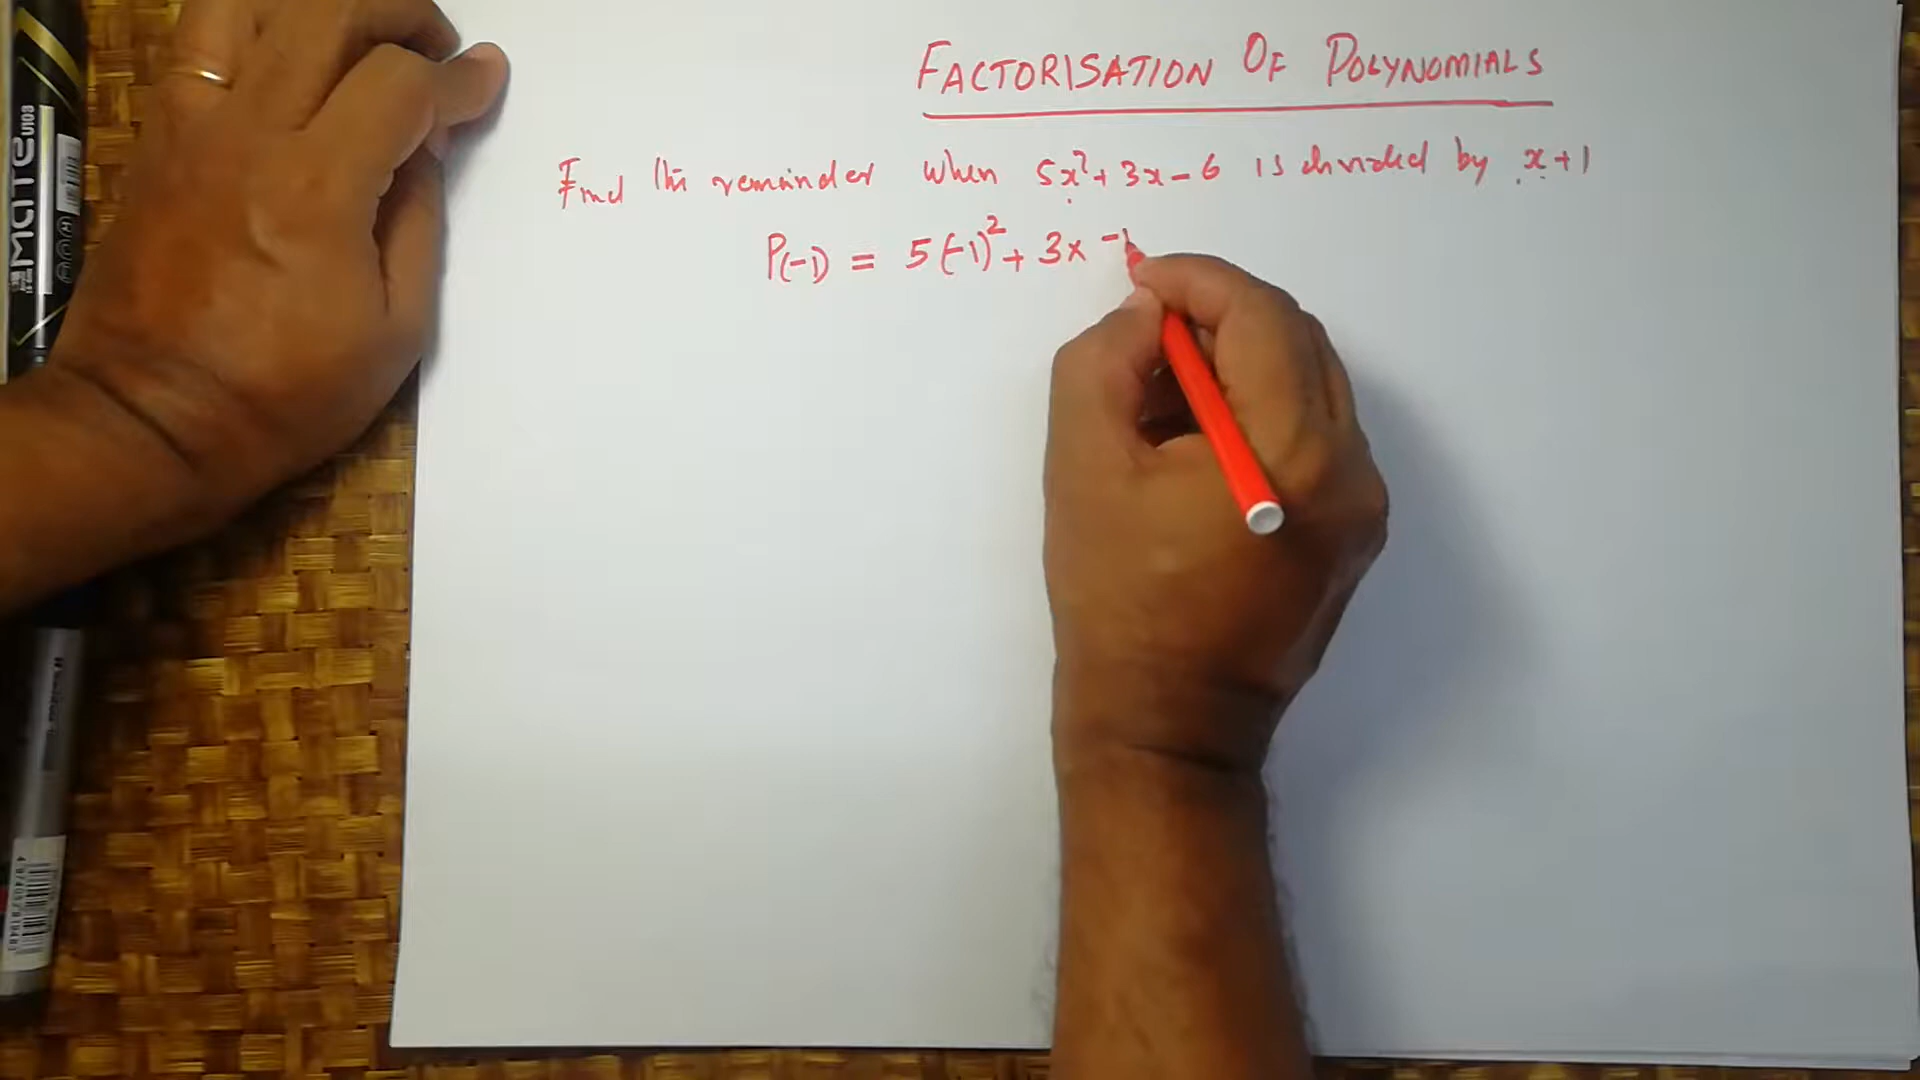 FACTORISATION OF POLYNOMIALS
Find the remainder when 5x²+3x-6 is divided by x+1
P(-1) = 5(-1)² + 3x -1